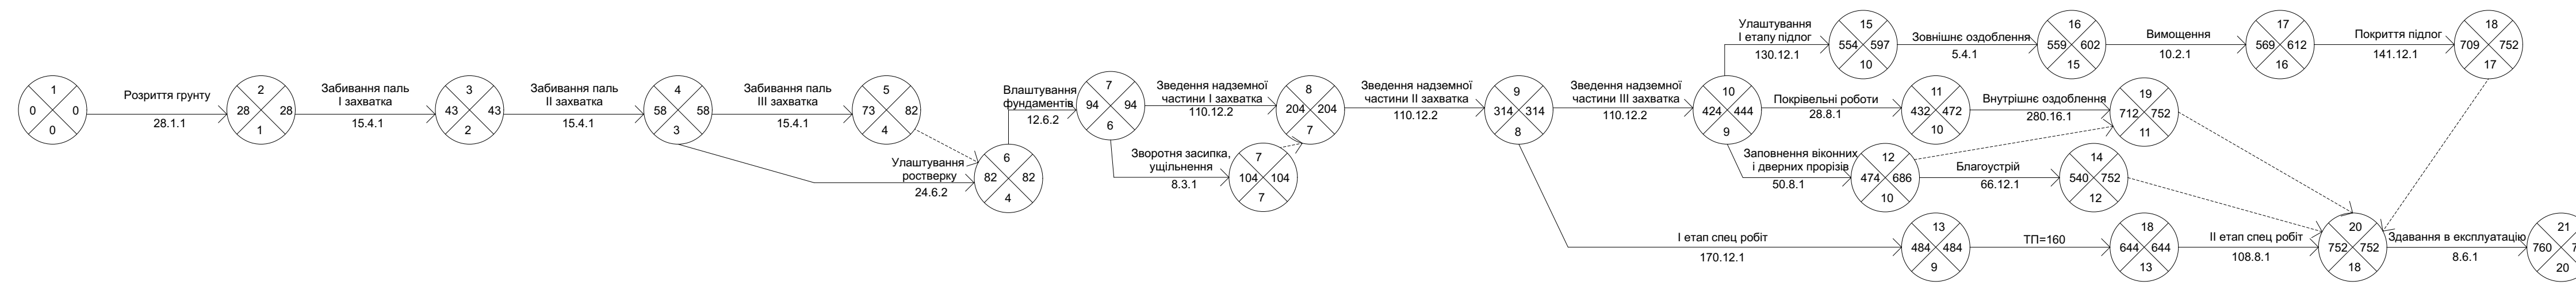 1
0 0
0
Розриття грунту
28.1.1
2
28 28
1
Забивання паль
I захватка
15.4.1
3
43 43
2
Забивання паль
II захватка
15.4.1
4
58 58
3
Забивання паль
III захватка
15.4.1
5
73 82
4
Улаштування
ростверку
24.6.2
6
82 82
4
Влаштування
фундаментів
12.6.2
7
94 94
6
Зведення надземної
частини I захватка
110.12.2
Зворотня засипка,
ущільнення
8.3.1
7
104 104
7
8
204 204
7
Зведення надземної
частини II захватка
110.12.2
9
314 314
8
Зведення надземної
частини III захватка
110.12.2
10
424 444
9
Улаштування
I етапу підлог
130.12.1
15
554 597
10
Зовнішнє оздоблення
5.4.1
16
559 602
15
Вимощення
10.2.1
17
569 612
16
Покриття підлог
141.12.1
18
709 752
17
Покрівельні роботи
28.8.1
11
432 472
10
Внутрішнє оздоблення
280.16.1
19
712 752
11
Заповнення віконних
і дверних прорізів
50.8.1
12
474 686
10
Благоустрій
66.12.1
14
540 752
12
I етап спец робіт
170.12.1
13
484 484
9
ТП=160
18
644 644
13
II етап спец робіт
108.8.1
20
752 752
18
Здавання в експлуатацію
8.6.1
21
760
20